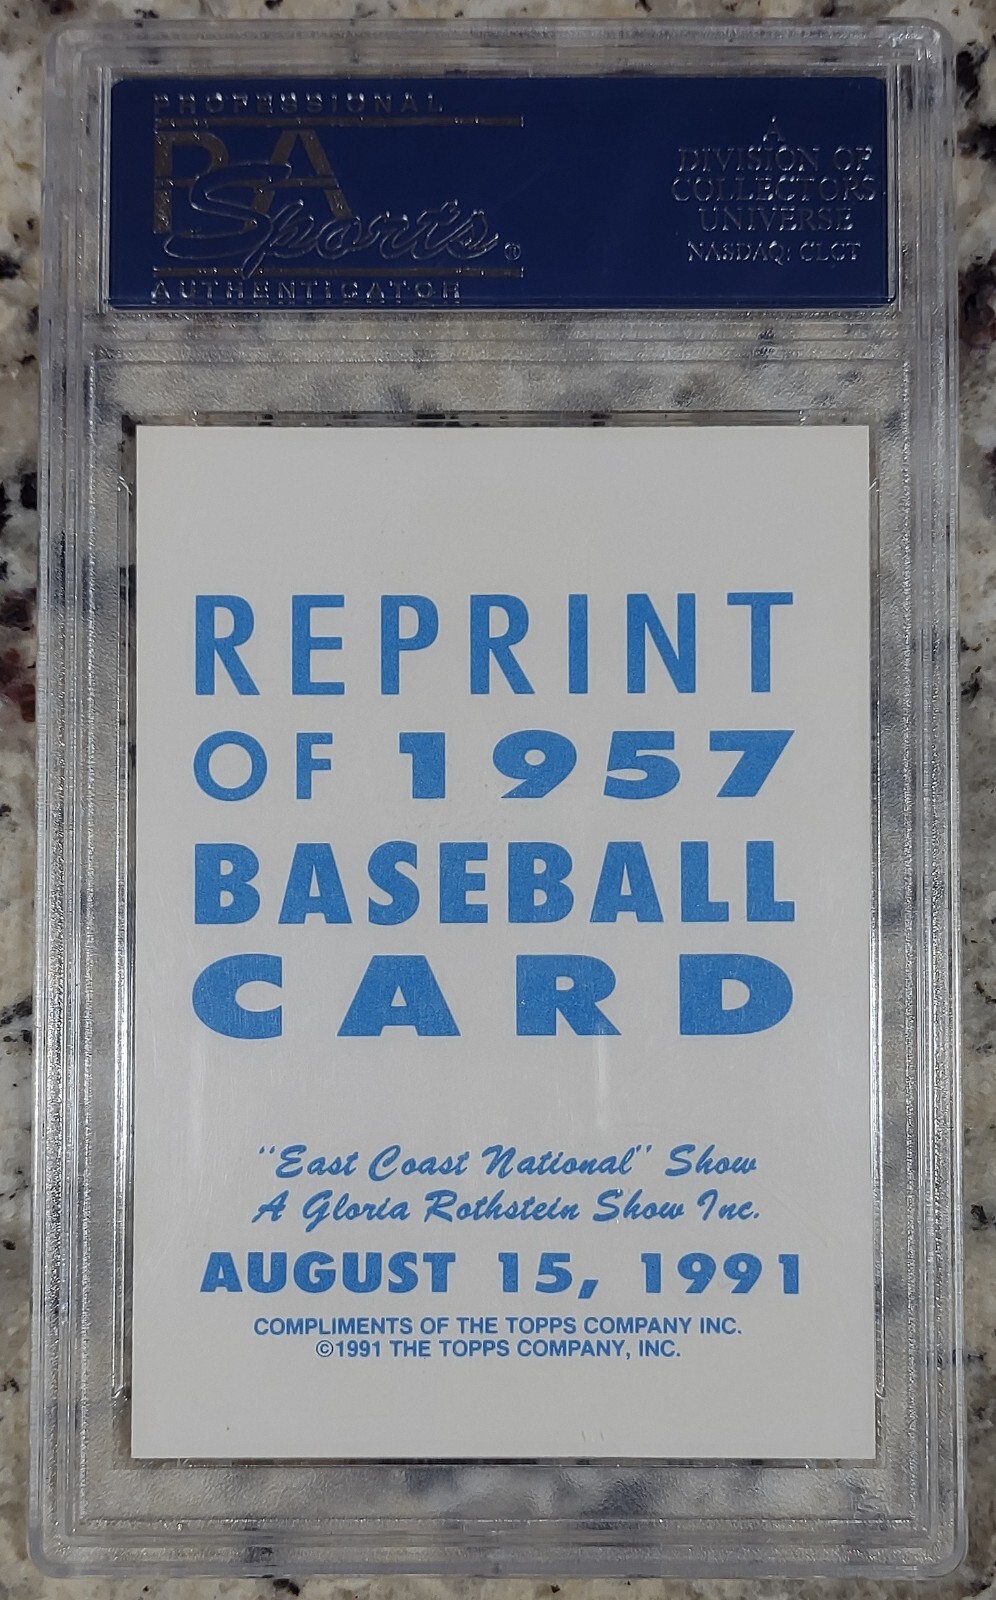 PROFESSIONAL
PSA
Sports®
AUTHENTICATOR
A
DIVISION OF
COLLECTORS
UNIVERSE
NASDAQ: CLCT
REPRINT
OF 1957
BASEBALL
CARD
"East Coast National" Show
A Gloria Rothstein Show Inc.
AUGUST 15, 1991
COMPLIMENTS OF THE TOPPS COMPANY INC.
©1991 THE TOPPS COMPANY, INC.